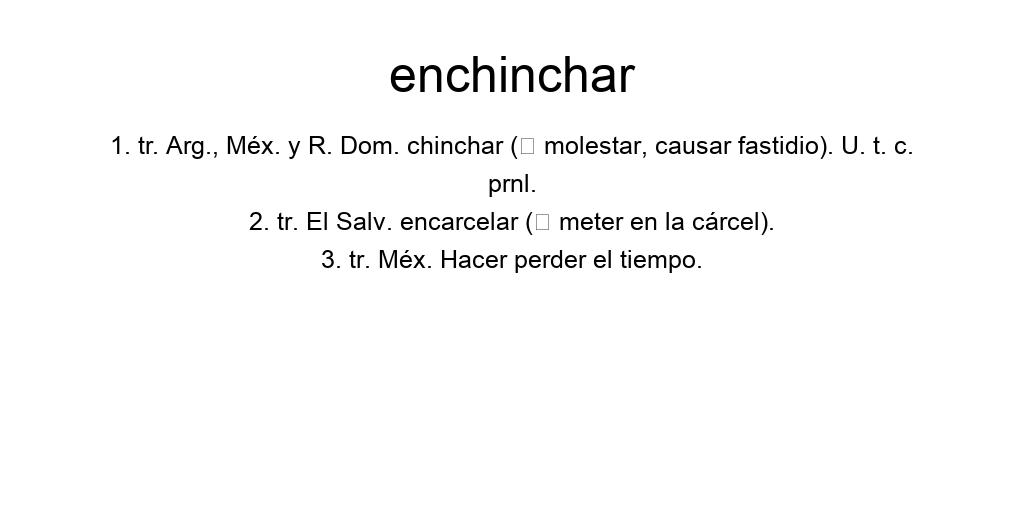 enchinchar
1. tr. Arg., Méx. y R. Dom. chinchar (□ molestar, causar fastidio). U. t. c.
prnl.
2. tr. El Salv. encarcelar (□ meter en la cárcel).
3. tr. Méx. Hacer perder el tiempo.